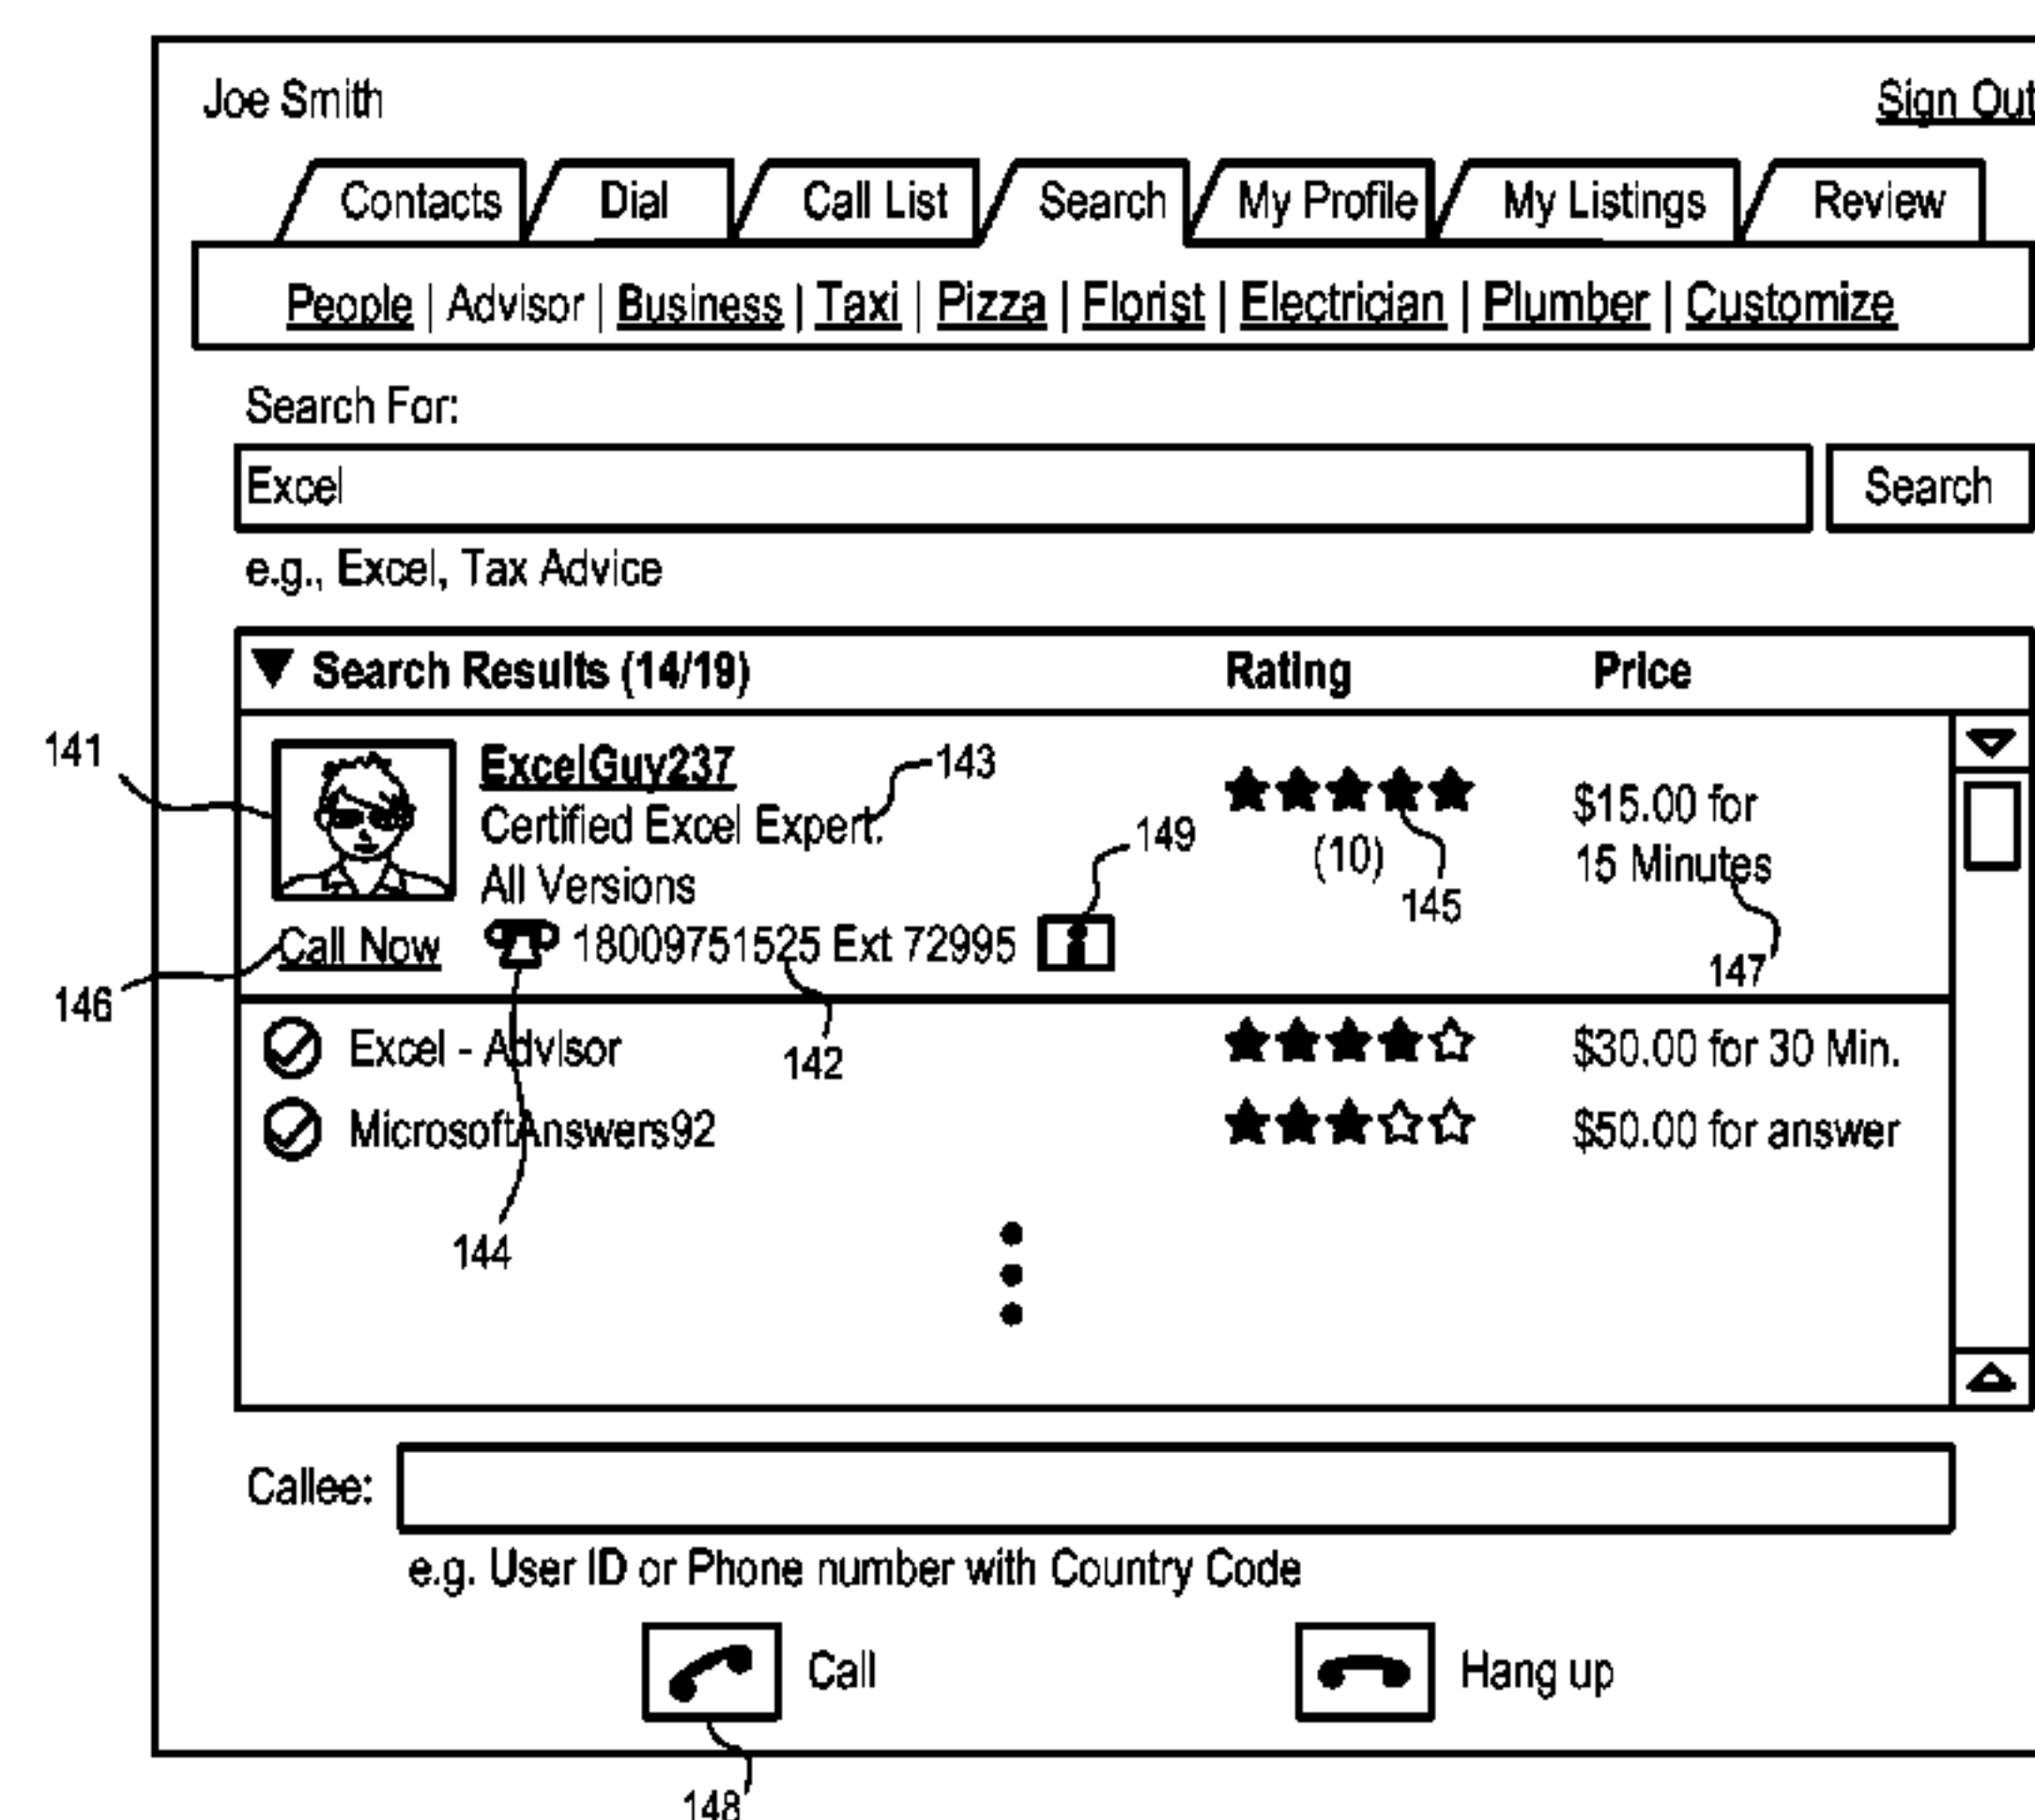 Joe Smith Sign Out
Contacts Dial Call List Search My Profile My Listings Review
People | Advisor | Business | Taxi | Pizza | Florist | Electrician | Plumber | Customize
Search For:
Excel Search
e.g., Excel, Tax Advice
Search Results (14/19) Rating Price
141
ExcelGuy237 143
Certified Excel Expert. $15.00 for
149
(10) 15 Minutes
All Versions 145
Call Now 18009751525 Ext 72995 147
146
Excel - Advisor 142 $30.00 for 30 Min.
MicrosoftAnswers92 $50.00 for answer
144
Callee:
e.g. User ID or Phone number with Country Code
Call Hang up
148